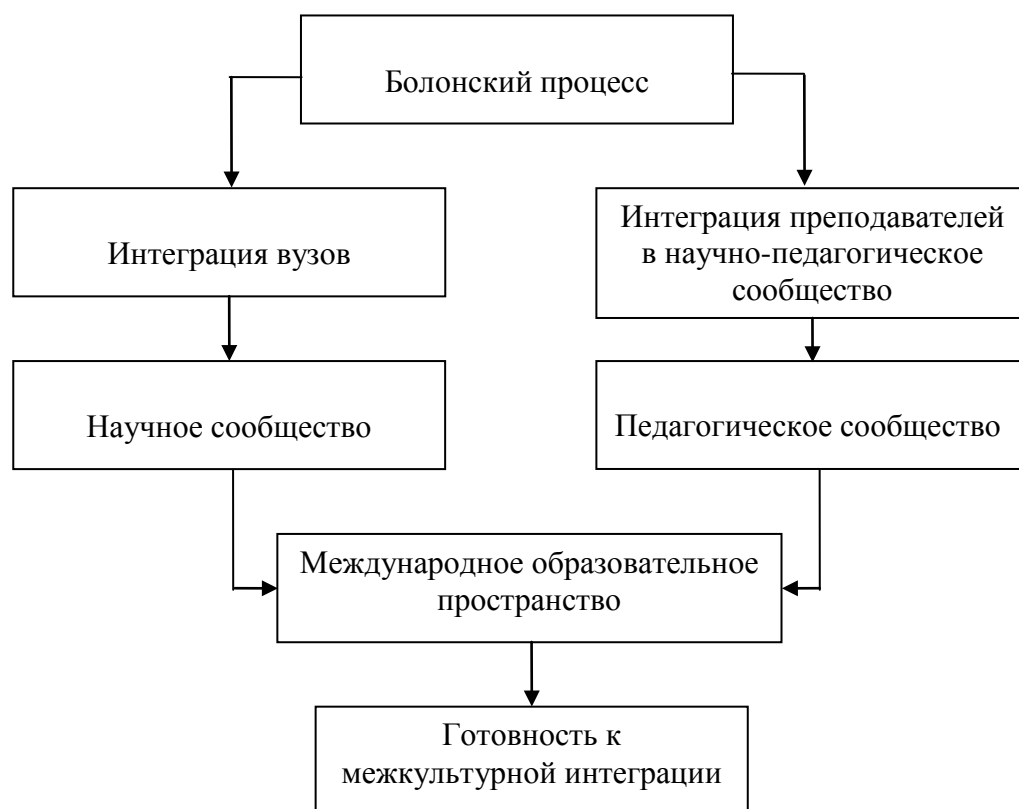 Болонский процесс
Интеграция вузов
Интеграция преподавателей
в научно-педагогическое
сообщество
Научное сообщество
Педагогическое сообщество
Международное образовательное
пространство
Готовность к
межкультурной интеграции